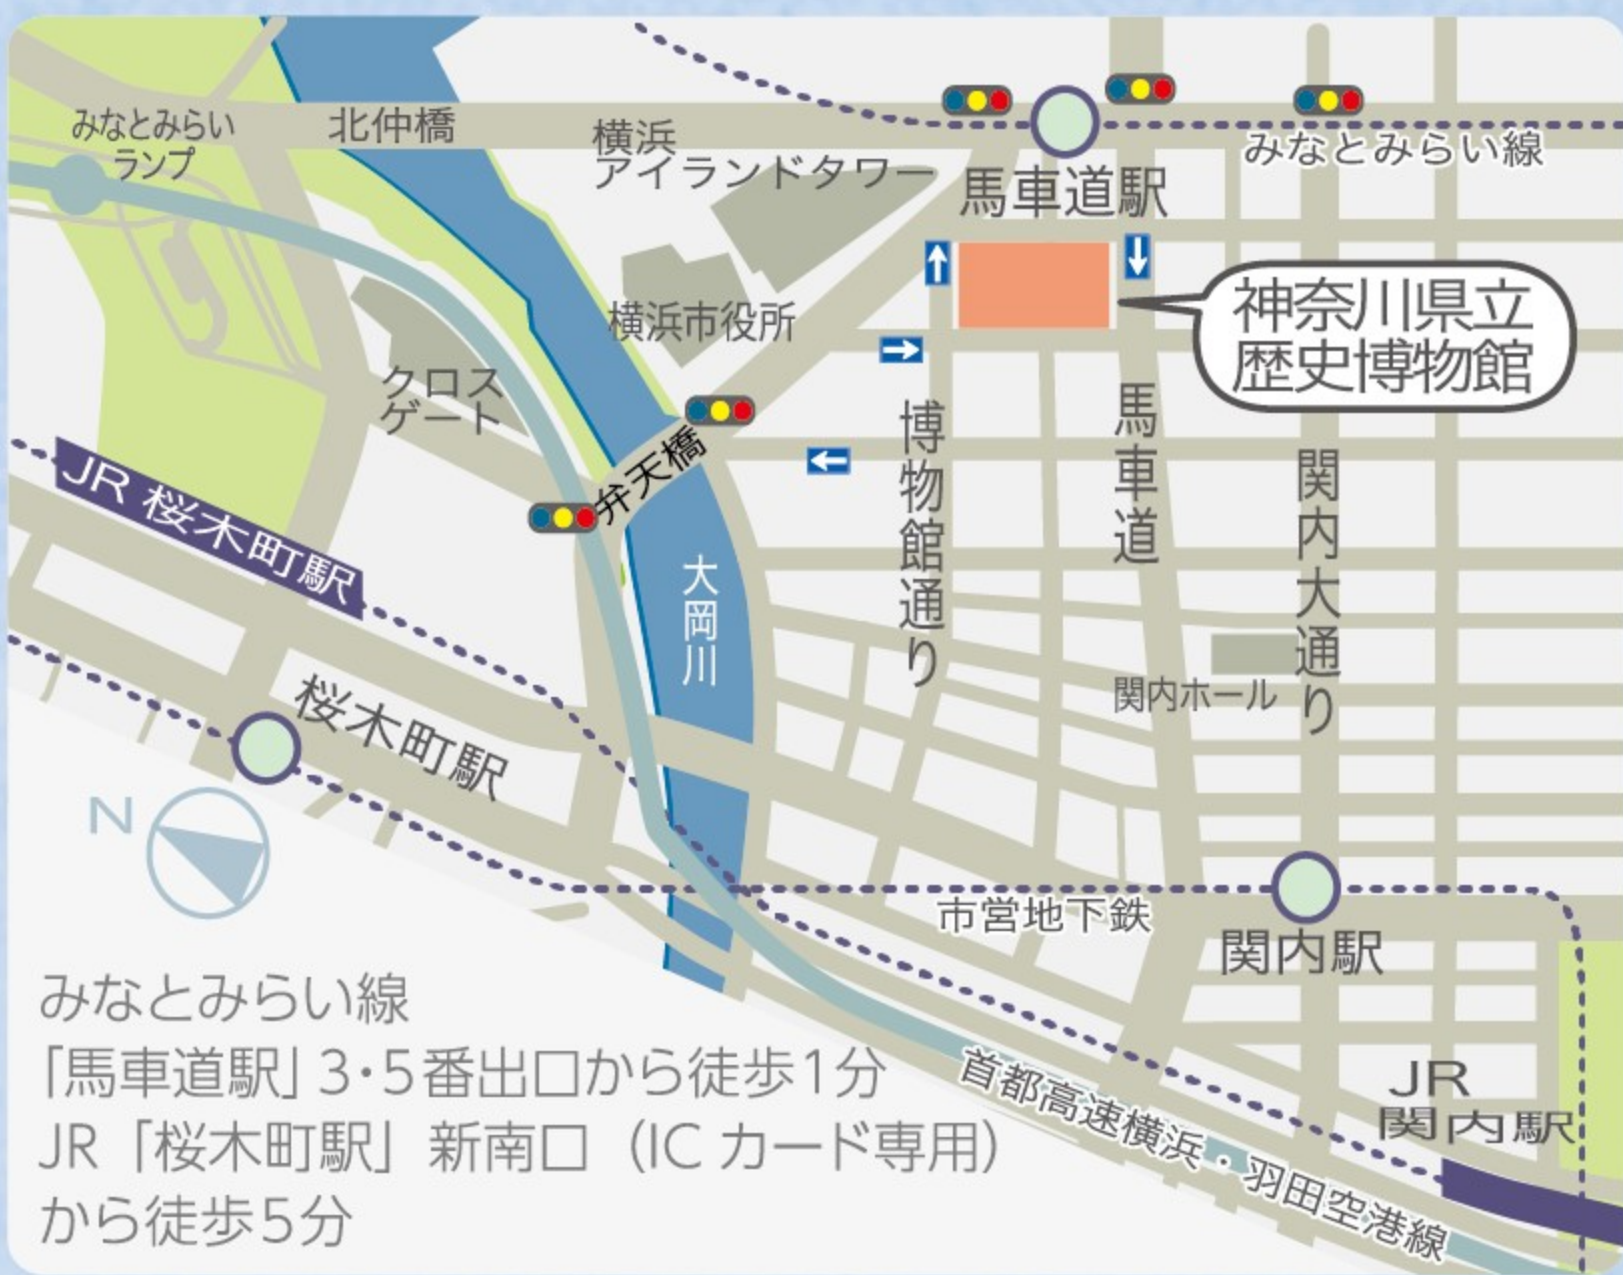 みなとみらい
ランプ
北仲橋
横浜
アイランドタワー
馬車道駅
みなとみらい線
神奈川県立
歴史博物館
横浜市役所
クロス
ゲート
弁天橋
JR 桜木町駅
大岡川
博物館通り
馬車道
関内大通り
関内ホール
桜木町駅
N
市営地下鉄
関内駅
JR
関内駅
首都高速横浜・羽田空港線
みなとみらい線
「馬車道駅」3・5番出口から徒歩1分
JR「桜木町駅」新南口（ICカード専用）
から徒歩5分